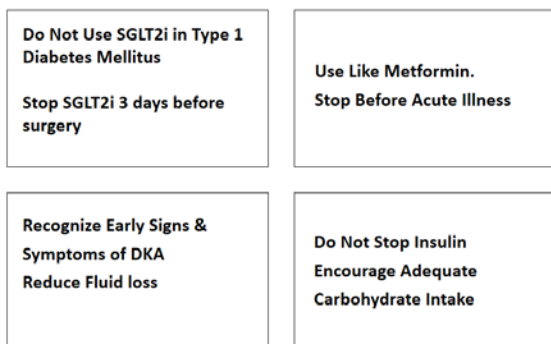 Do Not Use SGLT2i in Type 1
Diabetes Mellitus
Stop SGLT2i 3 days before
surgery
Use Like Metformin.
Stop Before Acute Illness
Recognize Early Signs &
Symptoms of DKA
Reduce Fluid loss
Do Not Stop Insulin
Encourage Adequate
Carbohydrate Intake